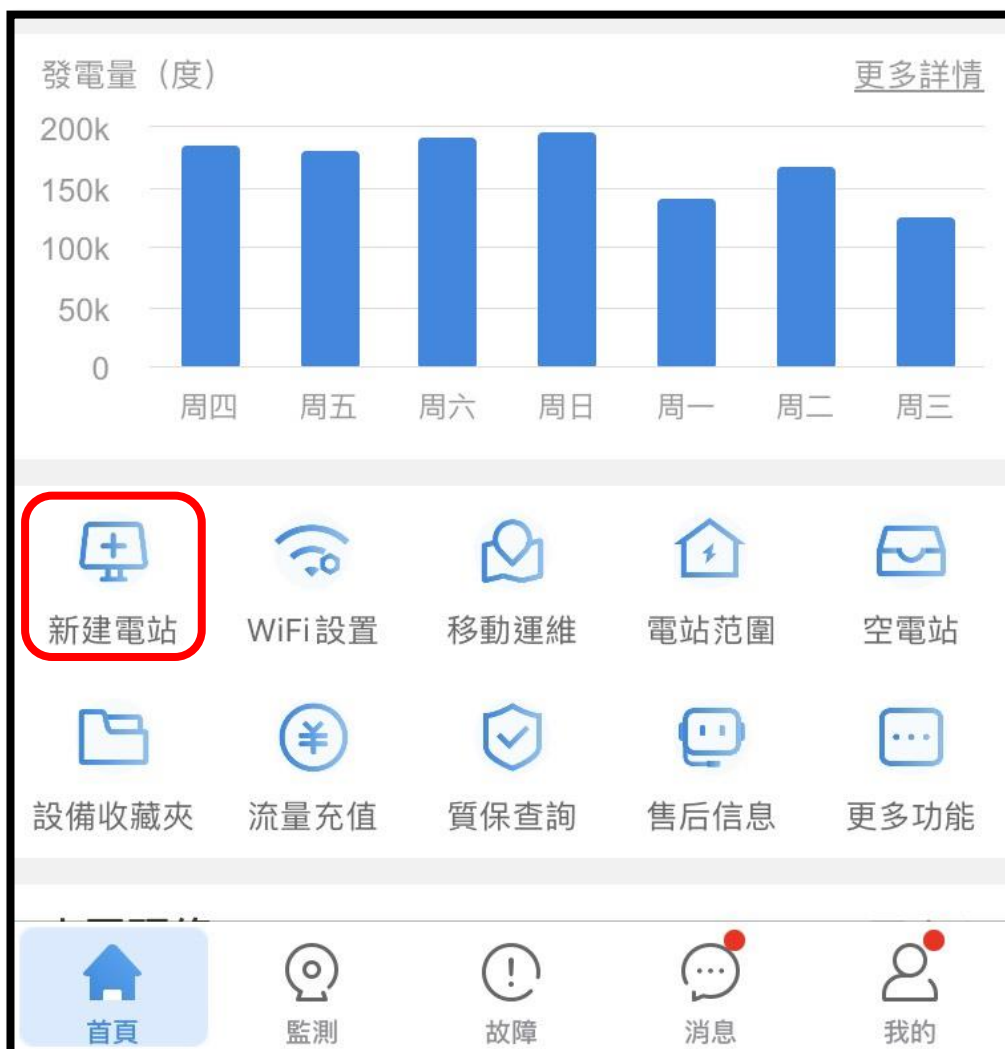 發電量（度）
更多詳情
200k
150k
100k
50k
0
周四 周五 周六 周日 周一 周二 周三
新建電站 WiFi設置 移動運維 電站范圍 空電站
設備收藏夾 流量充值 質保查詢 售后信息 更多功能
首頁 監測 故障 消息 我的